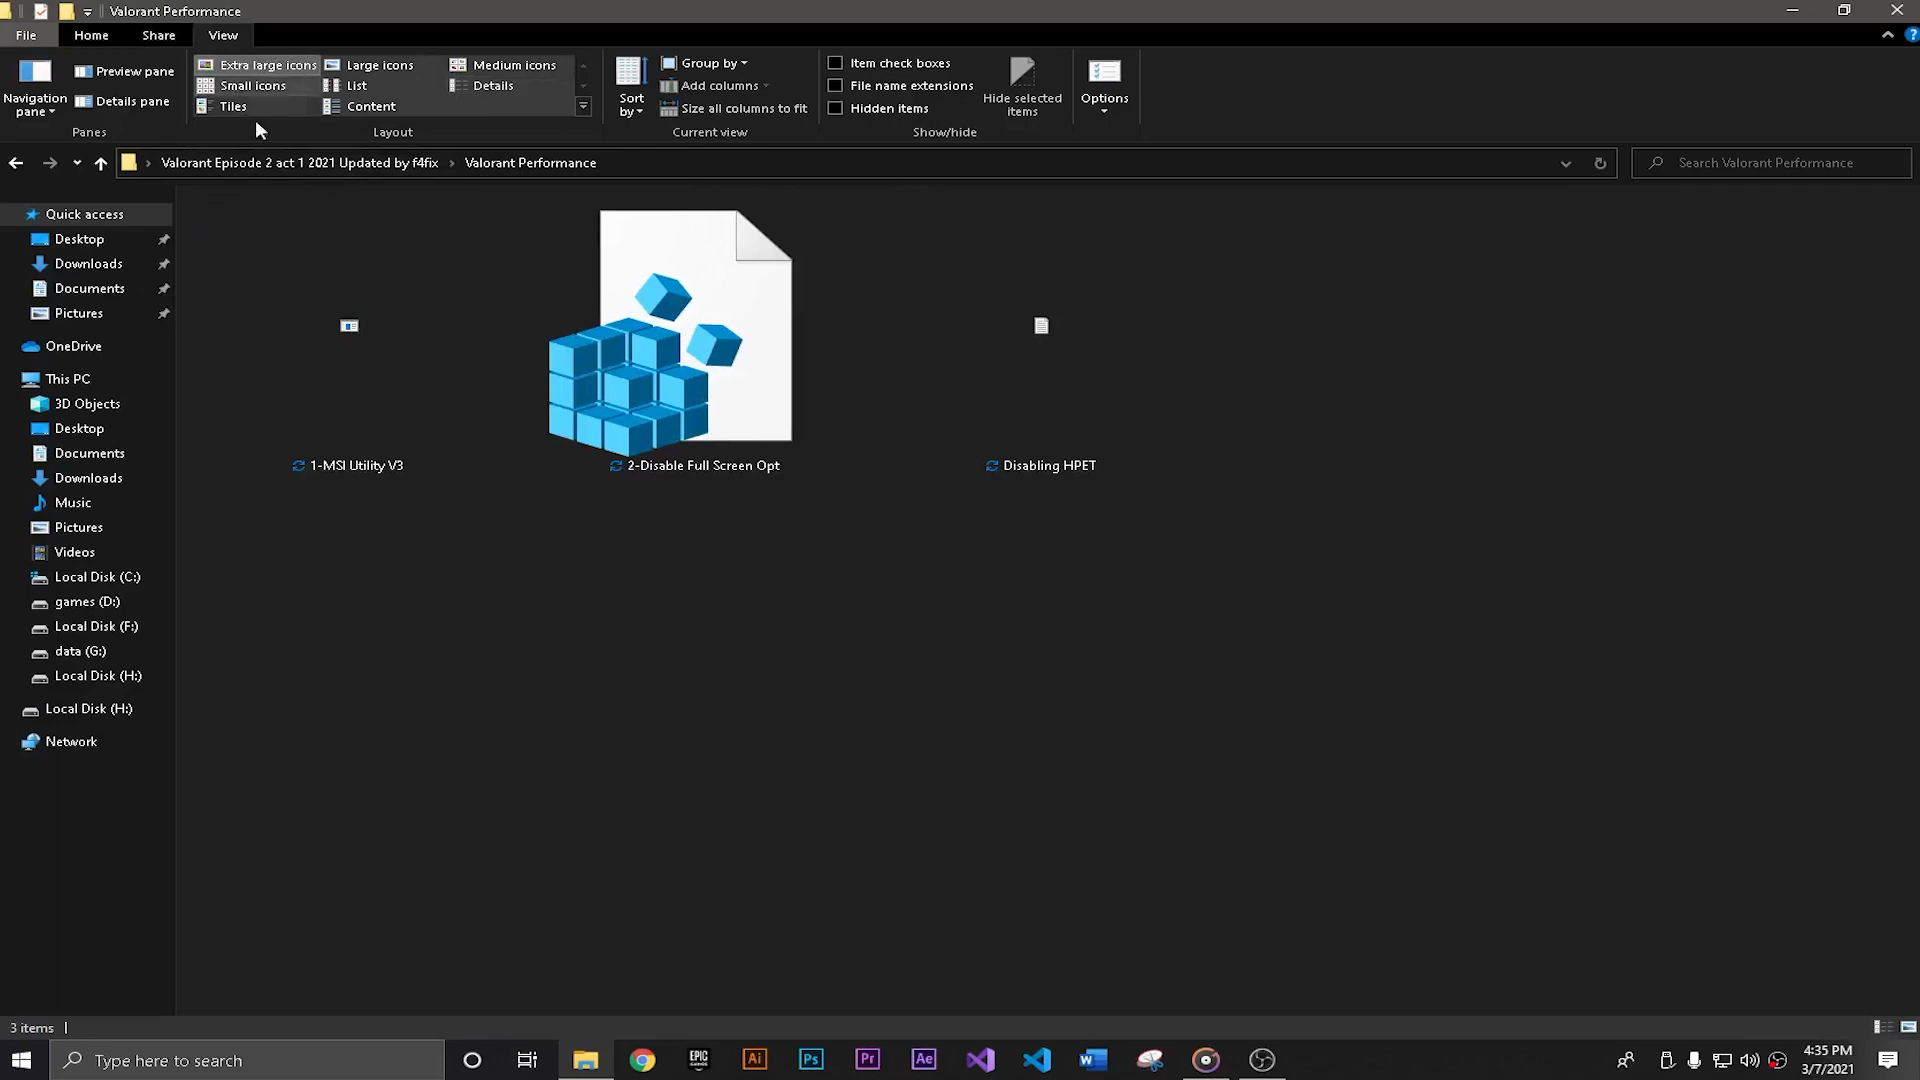 Valorant Performance
File Home Share View
Navigation pane
Preview pane
Details pane
Panes
Extra large icons Large icons Medium icons
Small icons List Details
Tiles Content
Layout
Sort by
Group by
Add columns
Size all columns to fit
Current view
Item check boxes
File name extensions
Hidden items
Hide selected items
Show/hide
Options
Valorant Episode 2 act 1 2021 Updated by f4fix > Valorant Performance
Search Valorant Performance
Quick access
Desktop
Downloads
Documents
Pictures
OneDrive
This PC
3D Objects
Desktop
Documents
Downloads
Music
Pictures
Videos
Local Disk (C:)
games (D:)
Local Disk (F:)
data (G:)
Local Disk (H:)
Local Disk (H:)
Network
1-MSI Utility V3
2-Disable Full Screen Opt
Disabling HPET
3 items
Type here to search
EPIC GAMES
Ai
Ps
Pr
Ae
4:35 PM
3/7/2021